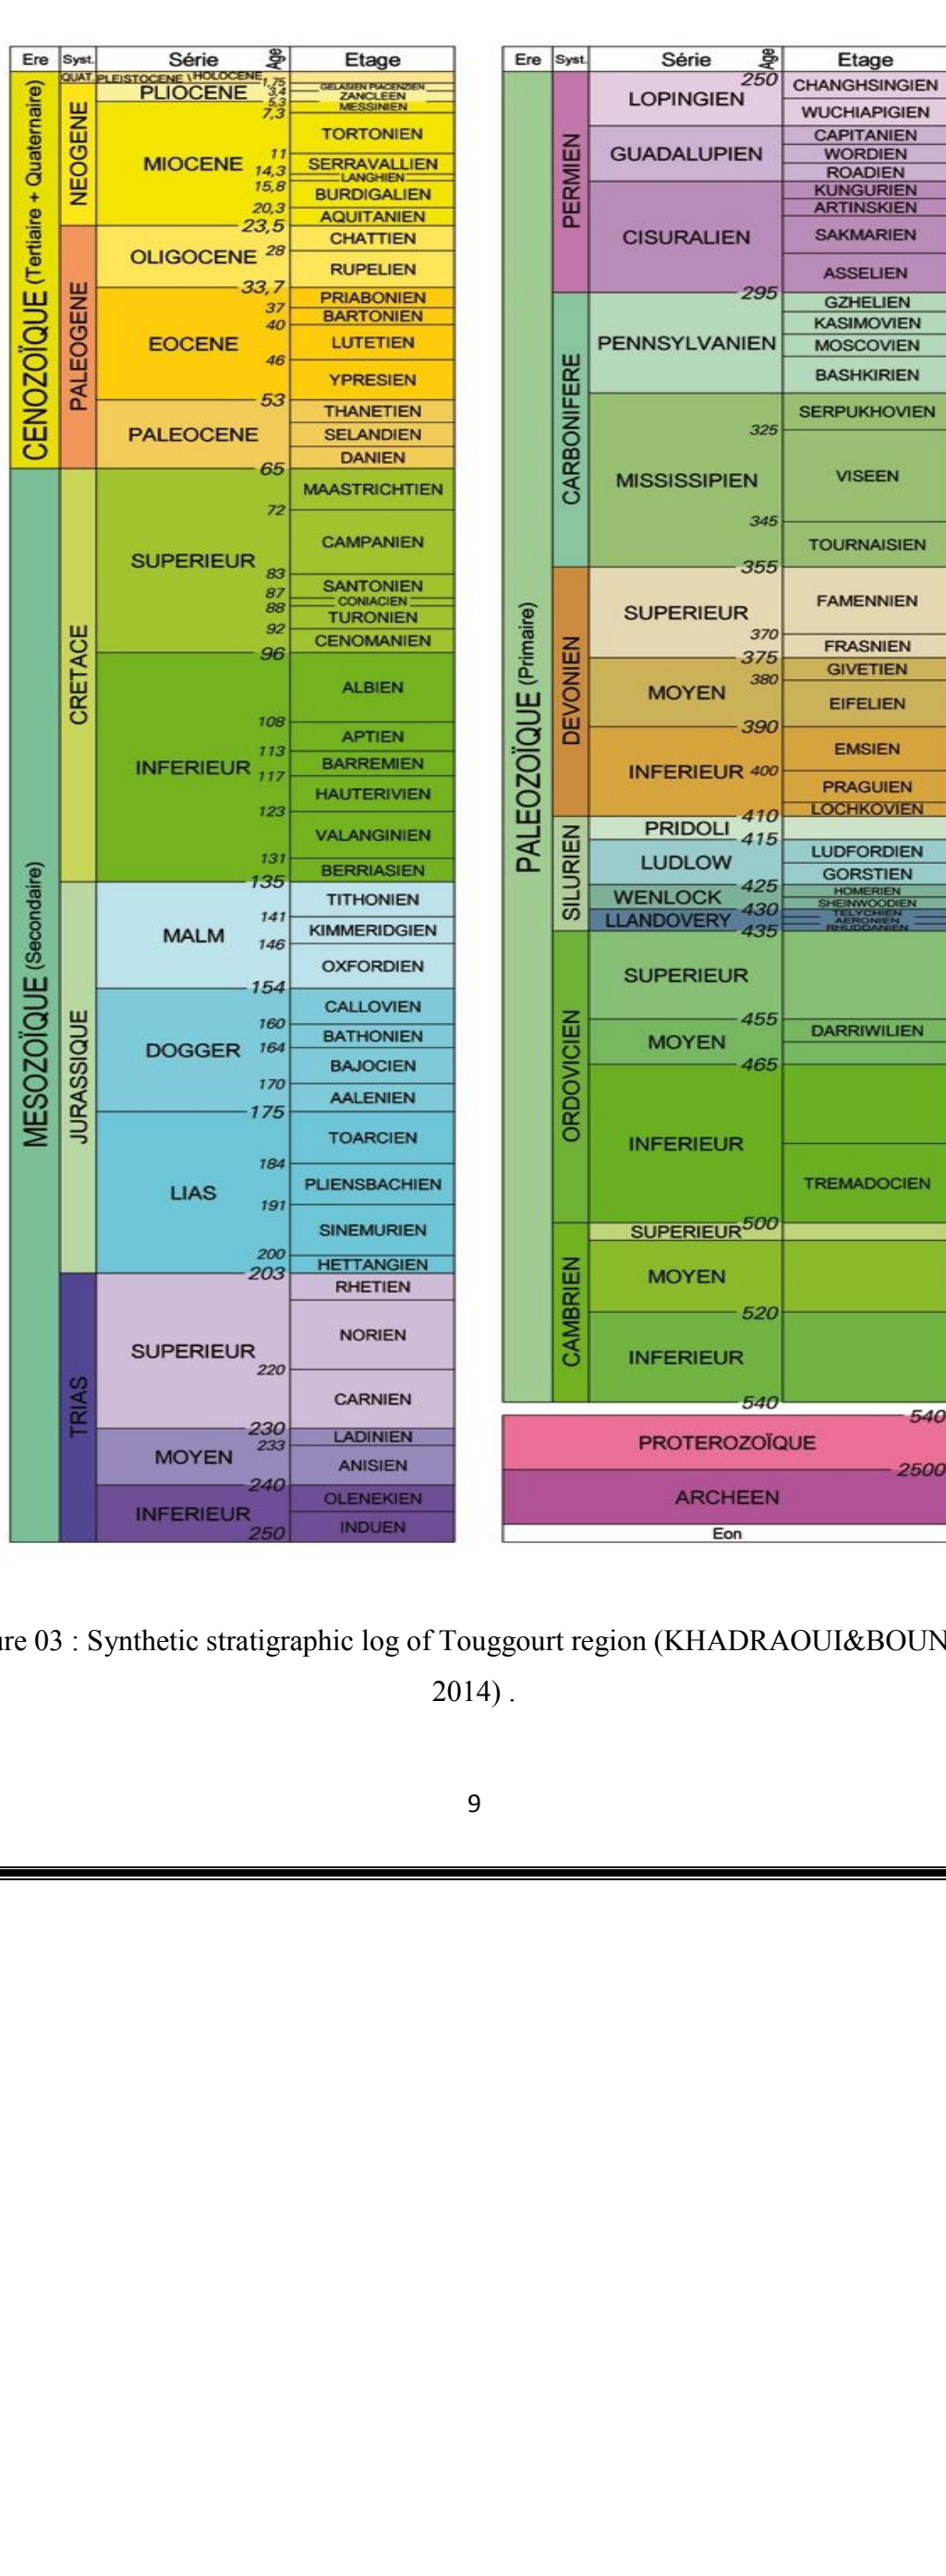 Ere Syst. Série Age Etage
CENOZOÏQUE (Tertiaire + Quaternaire)
QUAT. PLEISTOCENE \ HOLOCENE 1,75
NEOGENE
PLIOCENE 3,4 GELASIEN PIACENZIEN
ZANCLEEN
5,3 MESSINIEN
7,3
MIOCENE
TORTONIEN
11
SERRAVALLIEN
14,3 LANGHIEN
15,8 BURDIGALIEN
20,3 AQUITANIEN
23,5
PALEOGENE
OLIGOCENE
CHATTIEN
28
RUPELIEN
33,7
EOCENE
PRIABONIEN
37
BARTONIEN
40
LUTETIEN
46
YPRESIEN
53
PALEOCENE
THANETIEN
SELANDIEN
DANIEN
65
MESOZOÏQUE (Secondaire)
CRETACE
SUPERIEUR
MAASTRICHTIEN
72
CAMPANIEN
83
SANTONIEN
87
CONIACIEN
88
TURONIEN
92
CENOMANIEN
96
INFERIEUR
ALBIEN
108
APTIEN
113
BARREMIEN
117
HAUTERIVIEN
123
VALANGINIEN
131
BERRIASIEN
135
JURASSIQUE
MALM
TITHONIEN
141
KIMMERIDGIEN
146
OXFORDIEN
154
DOGGER
CALLOVIEN
160
BATHONIEN
164
BAJOCIEN
170
AALENIEN
175
LIAS
TOARCIEN
184
PLIENSBACHIEN
191
SINEMURIEN
200
HETTANGIEN
203
TRIAS
SUPERIEUR
RHETIEN
NORIEN
220
CARNIEN
230
MOYEN
LADINIEN
233
ANISIEN
240
INFERIEUR
OLENEKIEN
INDUEN
250
Ere Syst. Série Age Etage
PALEOZOÏQUE (Primaire)
250
PERMIEN
LOPINGIEN
CHANGHSINGIEN
WUCHIAPIGIEN
GUADALUPIEN
CAPITANIEN
WORDIEN
ROADIEN
CISURALIEN
KUNGURIEN
ARTINSKIEN
SAKMARIEN
ASSELIEN
295
CARBONIFERE
PENNSYLVANIEN
GZHELIEN
KASIMOVIEN
MOSCOVIEN
BASHKIRIEN
MISSISSIPIEN
SERPUKHOVIEN
325
VISEEN
345
TOURNAISIEN
355
DEVONIEN
SUPERIEUR
FAMENNIEN
370
FRASNIEN
375
MOYEN
GIVETIEN
380
EIFELIEN
390
INFERIEUR
EMSIEN
400
PRAGUIEN
LOCHKOVIEN
410
SILURIEN
PRIDOLI
415
LUDLOW
LUDFORDIEN
GORSTIEN
425
WENLOCK
HOMERIEN
SHEINWOODIEN
430
LLANDOVERY
TELYCHIEN
AERONIEN
RHUDDANIEN
435
ORDOVICIEN
SUPERIEUR
455
MOYEN
DARRIWILIEN
465
INFERIEUR
TREMADOCIEN
500
CAMBRIEN
SUPERIEUR
MOYEN
520
INFERIEUR
540
540
PROTEROZOÏQUE
2500
ARCHEEN
Eon
ure 03 : Synthetic stratigraphic log of Touggourt region (KHADRAOUI&BOUN
2014) .
9